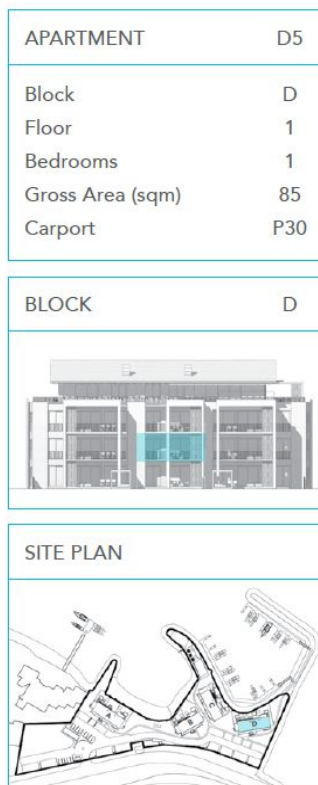 APARTMENT D5
Block D
Floor 1
Bedrooms 1
Gross Area (sqm) 85
Carport P30
BLOCK D
SITE PLAN
A
B
C
D